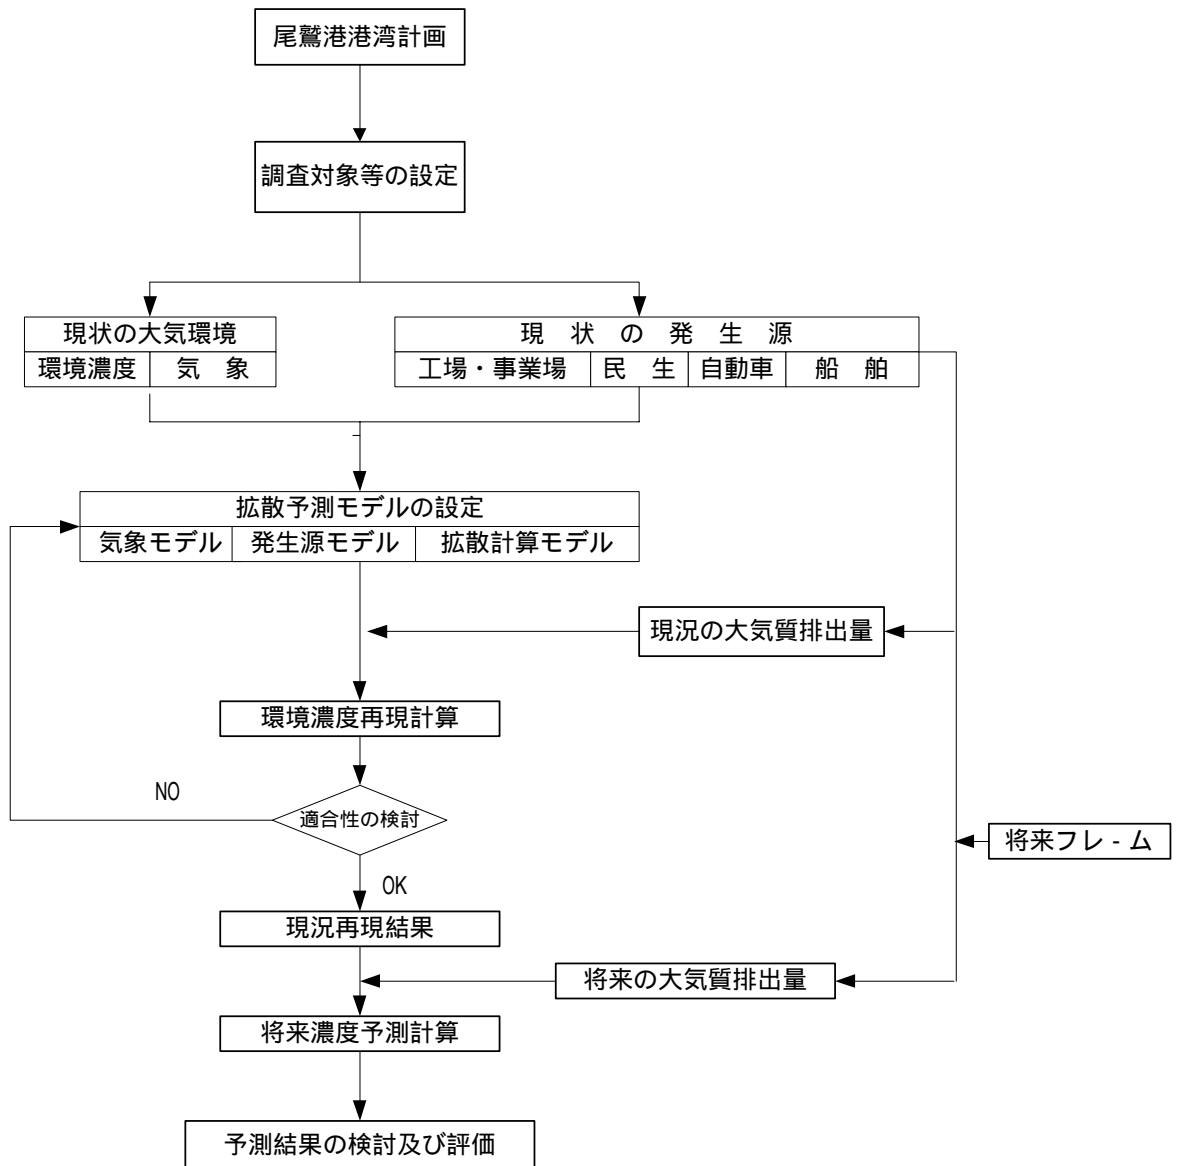 尾鷲港港湾計画
調査対象等の設定
現状の大気環境
環境濃度 気 象
現 状 の 発 生 源
工場・事業場 民 生 自動車 船 舶
拡散予測モデルの設定
気象モデル 発生源モデル 拡散計算モデル
現況の大気質排出量
環境濃度再現計算
NO
適合性の検討
将来フレ-ム
OK
現況再現結果
将来の大気質排出量
将来濃度予測計算
予測結果の検討及び評価